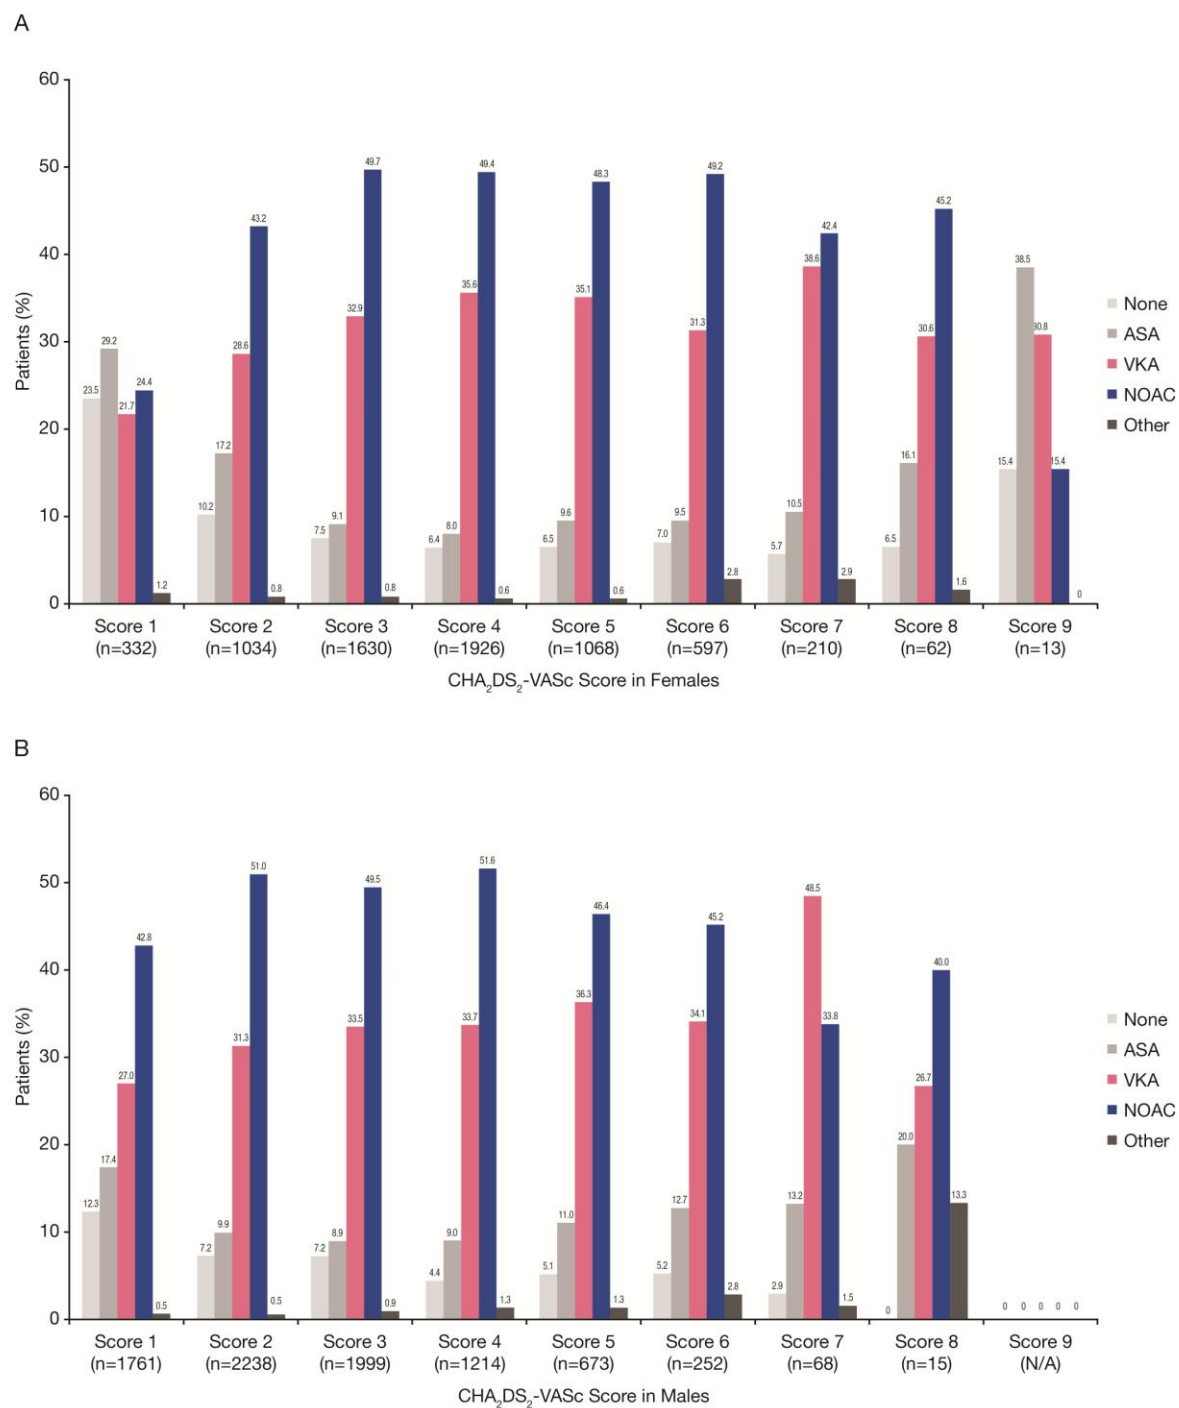 A
60
50
40
30
20
10
0
Patients (%)
23.5 29.2 21.7 24.4 1.2
10.2 17.2 28.6 43.2 0.8
7.5 9.1 32.9 49.7 0.8
6.4 8.0 35.6 49.4 0.6
6.5 9.6 35.1 48.3 0.6
7.0 9.5 31.3 49.2 2.8
5.7 10.5 38.6 42.4 2.9
6.5 16.1 30.6 45.2 1.6
15.4 38.5 30.8 15.4 0
None
ASA
VKA
NOAC
Other
Score 1 Score 2 Score 3 Score 4 Score 5 Score 6 Score 7 Score 8 Score 9
(n=332) (n=1034) (n=1630) (n=1926) (n=1068) (n=597) (n=210) (n=62) (n=13)
CHA₂DS₂-VASc Score in Females
B
60
50
40
30
20
10
0
Patients (%)
12.3 17.4 27.0 42.8 0.5
7.2 9.9 31.3 51.0 0.5
7.2 8.9 33.5 49.5 0.9
4.4 9.0 33.7 51.6 1.3
5.1 11.0 36.3 46.4 1.3
5.2 12.7 34.1 45.2 2.8
2.9 13.2 48.5 33.8 1.5
0 20.0 26.7 40.0 13.3
0 0 0 0 0
None
ASA
VKA
NOAC
Other
Score 1 Score 2 Score 3 Score 4 Score 5 Score 6 Score 7 Score 8 Score 9
(n=1761) (n=2238) (n=1999) (n=1214) (n=673) (n=252) (n=68) (n=15) (N/A)
CHA₂DS₂-VASc Score in Males